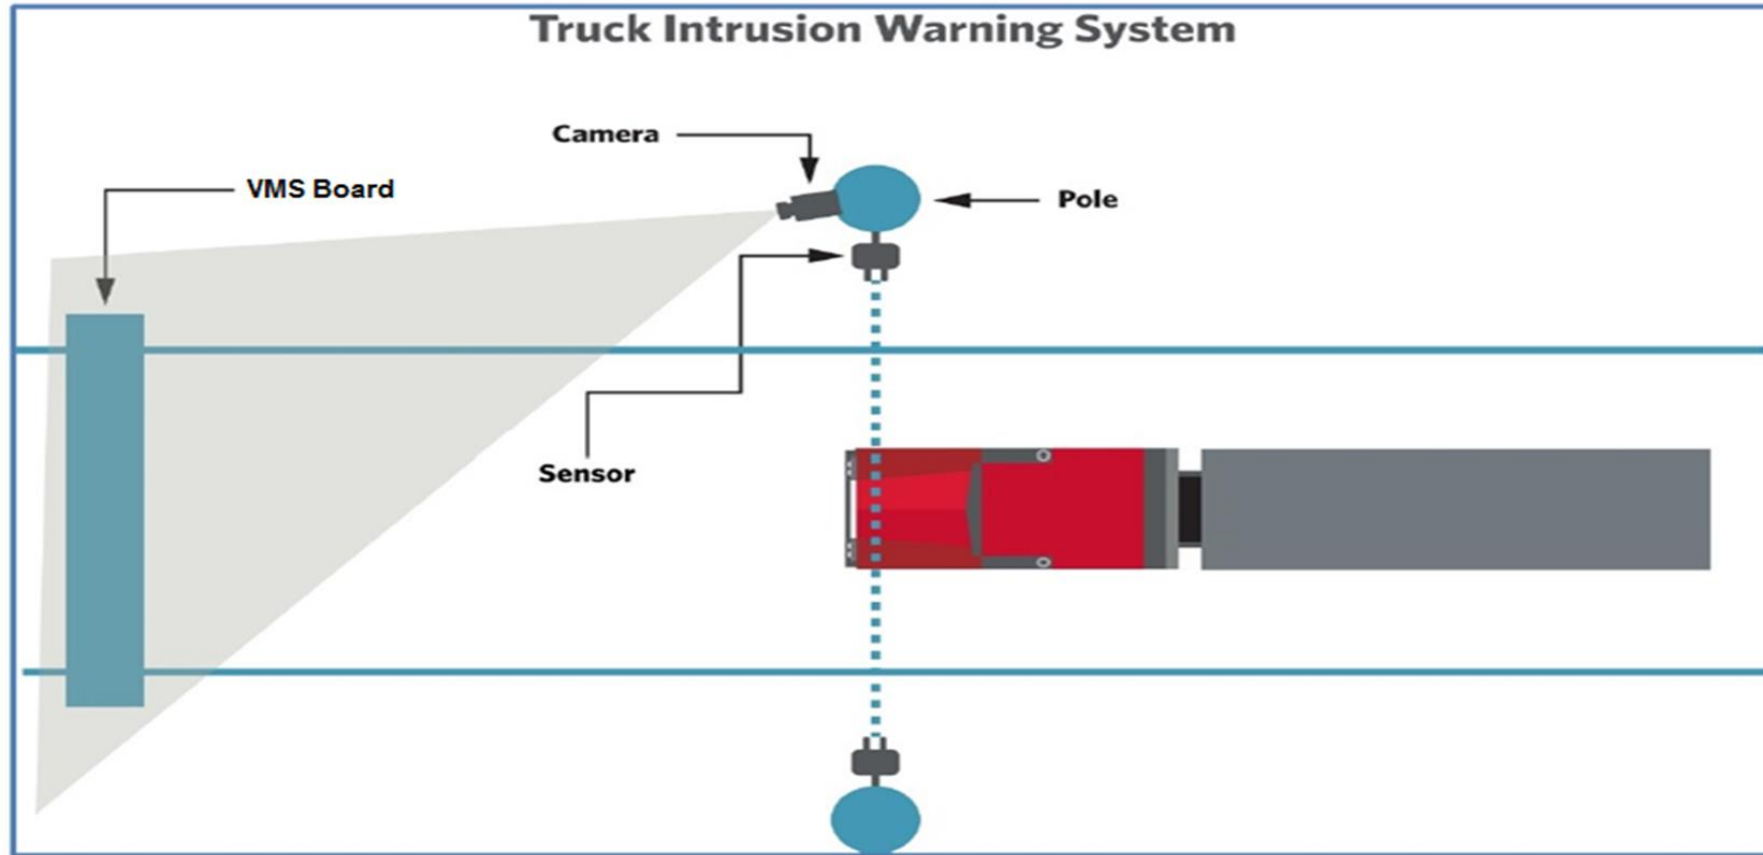 Truck Intrusion Warning System
Camera
VMS Board
Pole
Sensor